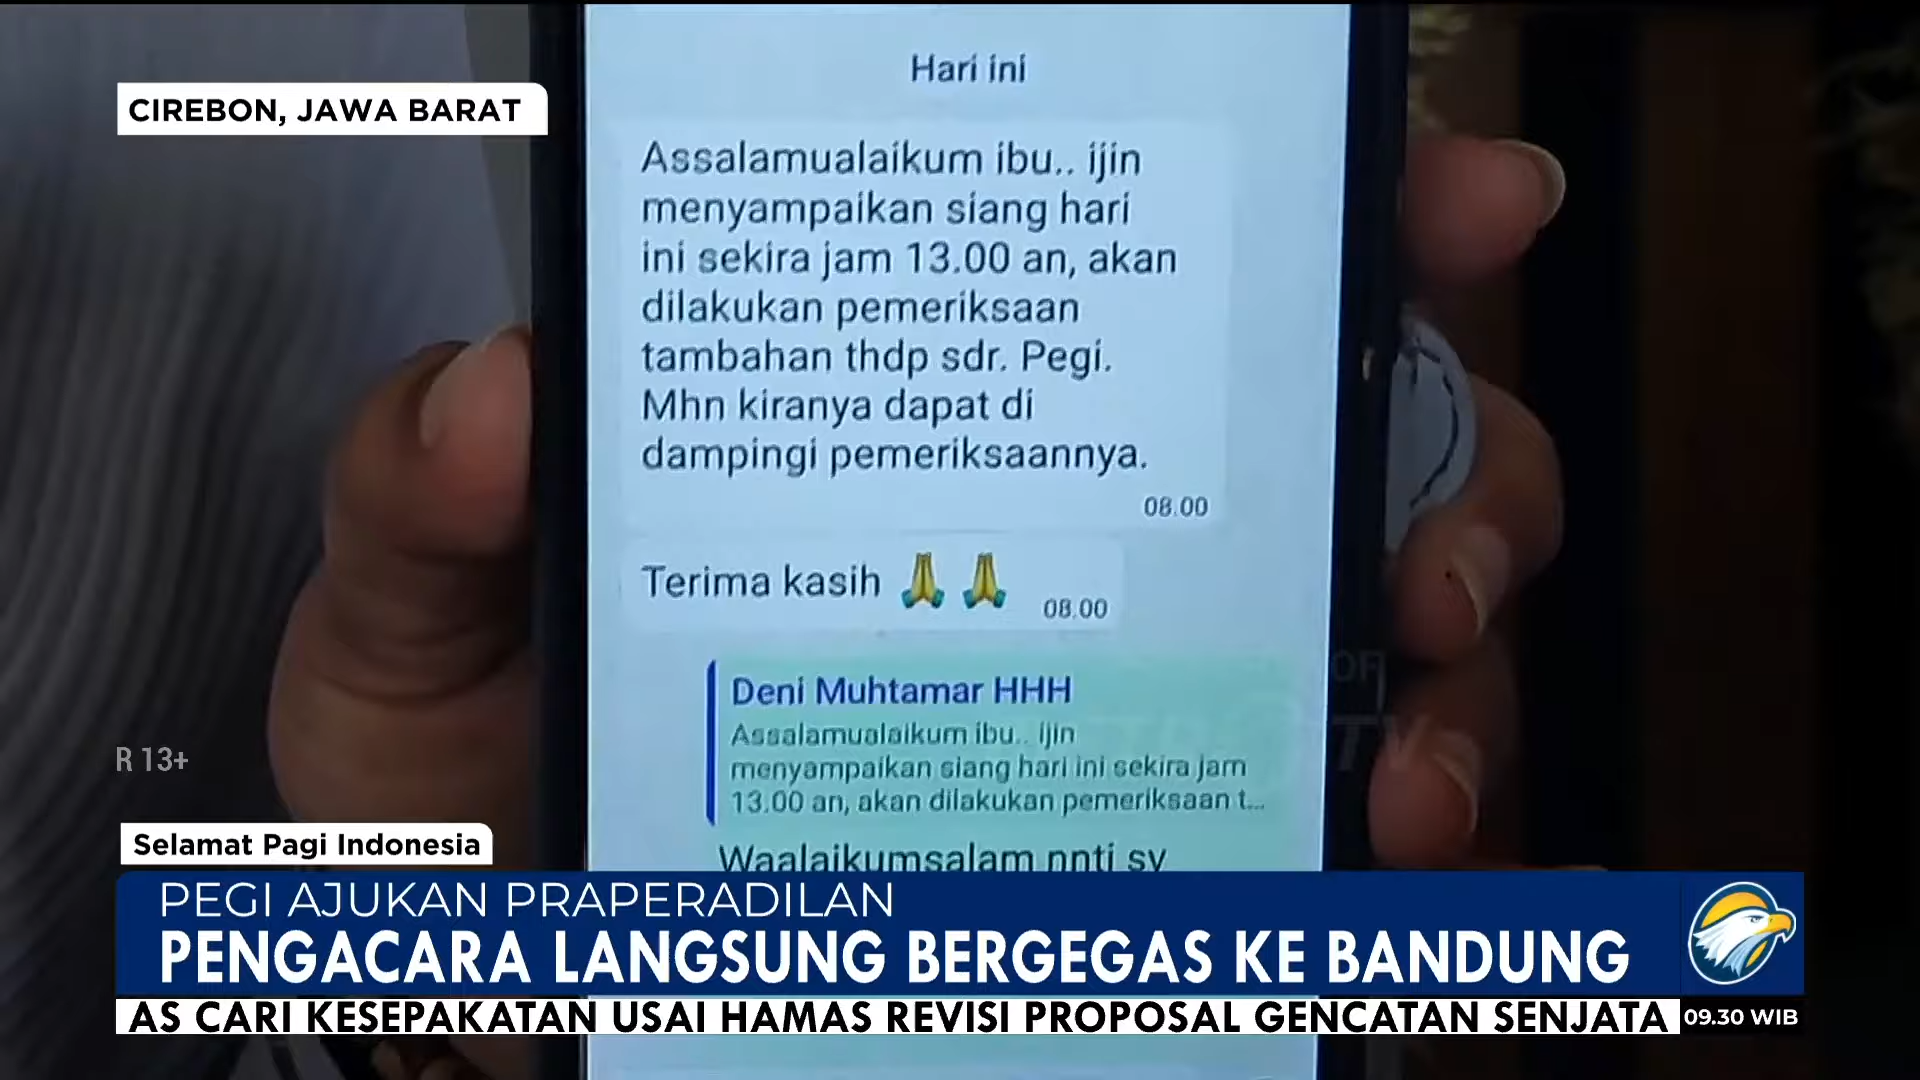 CIREBON, JAWA BARAT
Hari ini
Assalamualaikum ibu.. ijin
menyampaikan siang hari
ini sekira jam 13.00 an, akan
dilakukan pemeriksaan
tambahan thdp sdr. Pegi.
Mhn kiranya dapat di
dampingi pemeriksaannya.
08.00
Terima kasih 🙏 🙏
08.00
Deni Muhtamar HHH
Assalamualaikum ibu.. ijin
menyampaikan siang hari ini sekira jam
13.00 an, akan dilakukan pemeriksaan t...
Waalaikumsalam nnti sy
R 13+
Selamat Pagi Indonesia
PEGI AJUKAN PRAPERADILAN
PENGACARA LANGSUNG BERGEGAS KE BANDUNG
AS CARI KESEPAKATAN USAI HAMAS REVISI PROPOSAL GENCATAN SENJATA
09.30 WIB